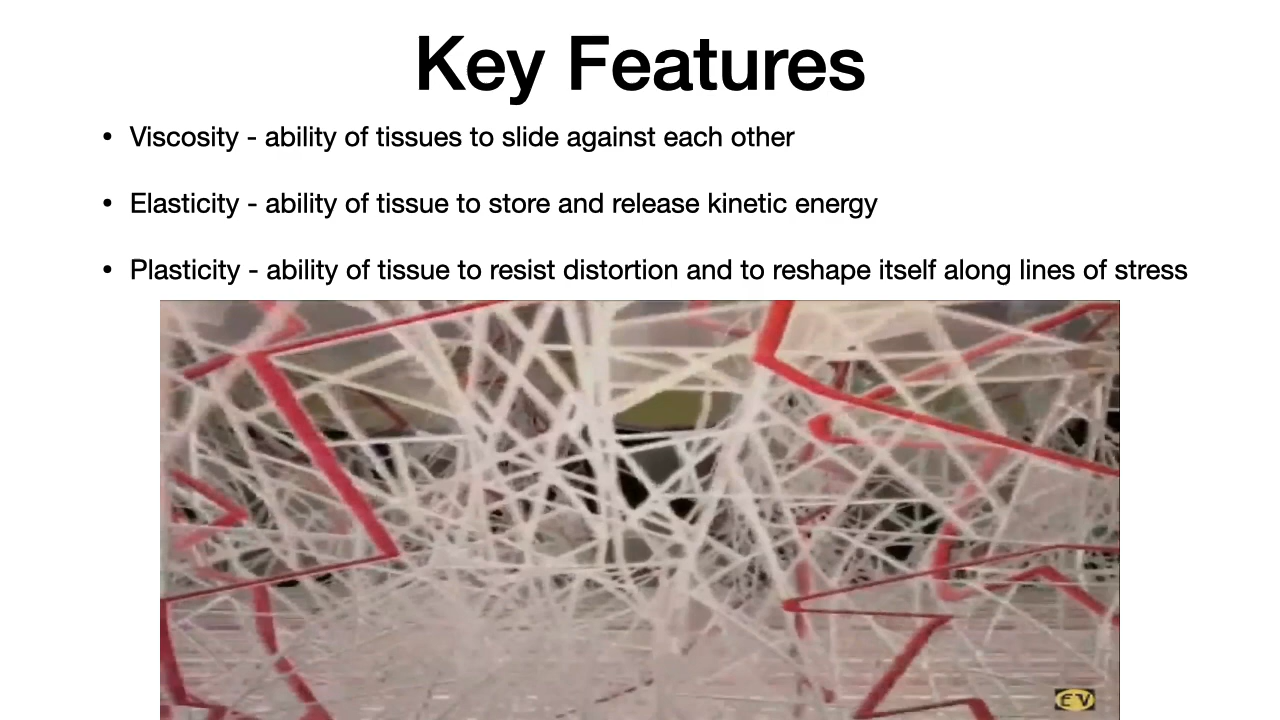 Key Features
• Viscosity - ability of tissues to slide against each other
• Elasticity - ability of tissue to store and release kinetic energy
• Plasticity - ability of tissue to resist distortion and to reshape itself along lines of stress
EV